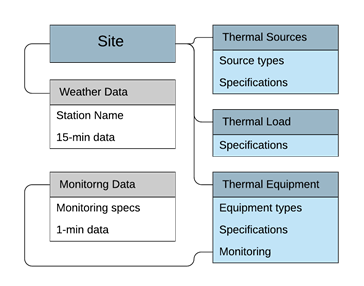 Site
Weather Data
Station Name
15-min data
Monitorng Data
Monitoring specs
1-min data
Thermal Sources
Source types
Specifications
Thermal Load
Specifications
Thermal Equipment
Equipment types
Specifications
Monitoring